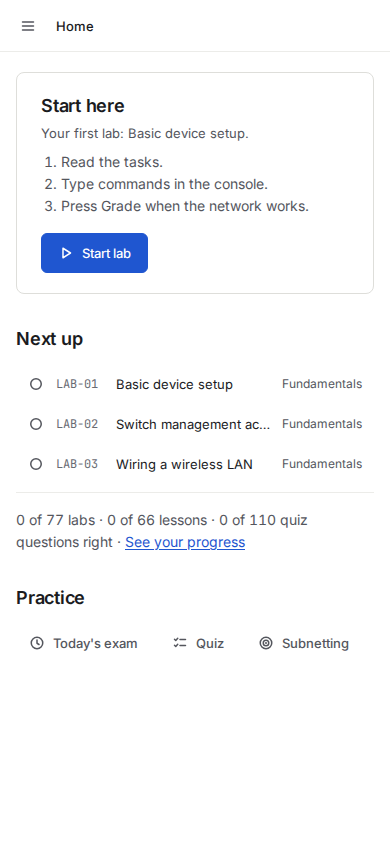 Home
Start here
Your first lab: Basic device setup.
1. Read the tasks.
2. Type commands in the console.
3. Press Grade when the network works.
Start lab
Next up
LAB-01 Basic device setup Fundamentals
LAB-02 Switch management ac... Fundamentals
LAB-03 Wiring a wireless LAN Fundamentals
0 of 77 labs · 0 of 66 lessons · 0 of 110 quiz
questions right · See your progress
Practice
Today's exam Quiz Subnetting